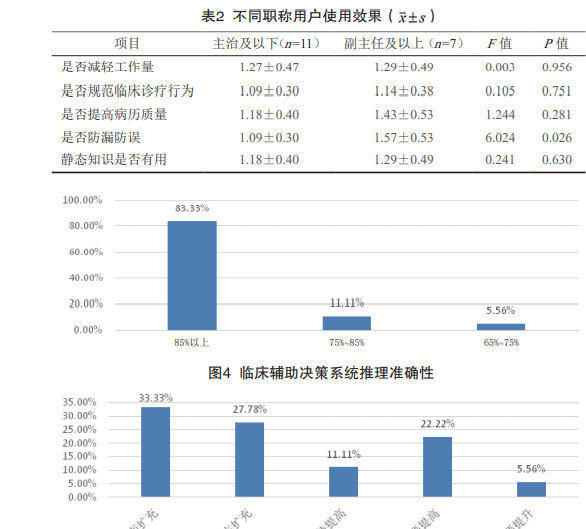 表2 不同职称用户使用效果（x̄±s）
项目 主治及以下（n=11） 副主任及以上（n=7） F 值 P 值
是否减轻工作量 1.27±0.47 1.29±0.49 0.003 0.956
是否规范临床诊疗行为 1.09±0.30 1.14±0.38 0.105 0.751
是否提高病历质量 1.18±0.40 1.43±0.53 1.244 0.281
是否防漏防误 1.09±0.30 1.57±0.53 6.024 0.026
静态知识是否有用 1.18±0.40 1.29±0.49 0.241 0.630
100.00%
83.33%
80.00%
60.00%
40.00%
20.00%
11.11%
5.56%
0.00%
85%以上 75%~85% 65%~75%
图4 临床辅助决策系统推理准确性
35.00%
33.33%
30.00%
27.78%
25.00%
22.22%
20.00%
15.00%
11.11%
10.00%
5.56%
5.00%
0.00%
扩充 扩充 提高 提高 提升